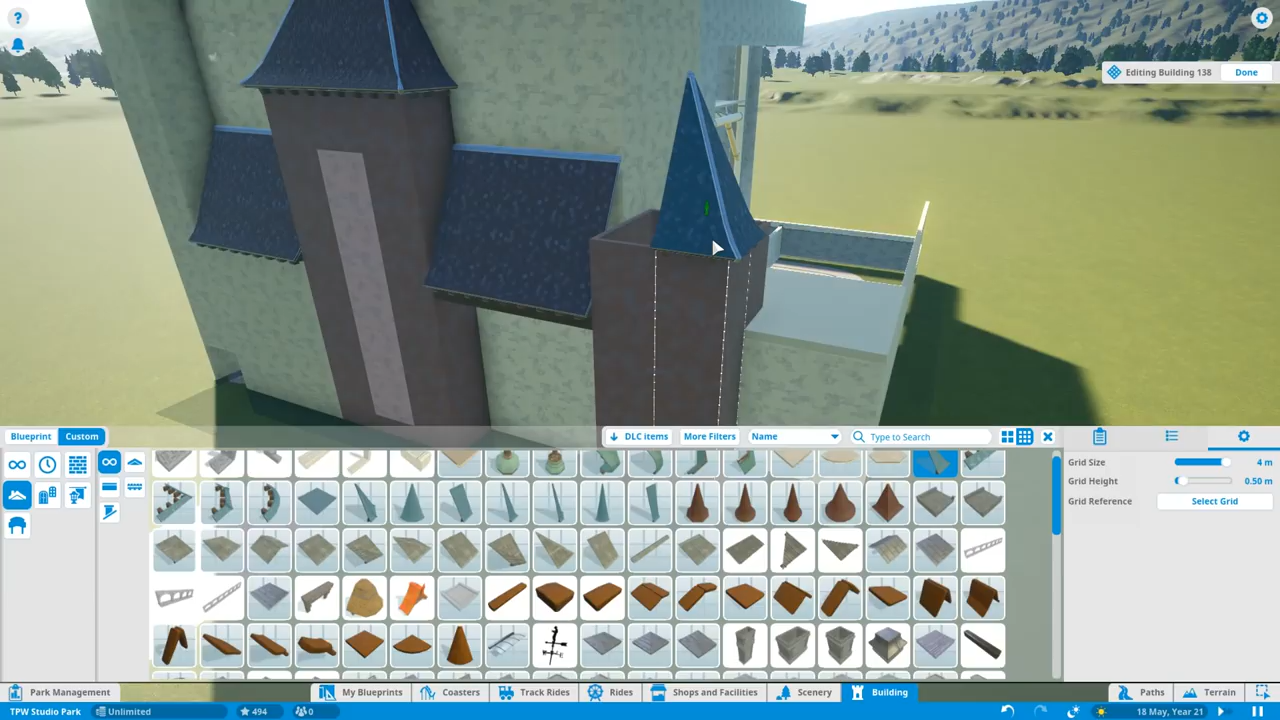 ?
Editing Building 138
Done
Blueprint
Custom
DLC items
More Filters
Name
Type to Search
Grid Size
4 m
Grid Height
0.50 m
Grid Reference
Select Grid
Park Management
My Blueprints
Coasters
Track Rides
Rides
Shops and Facilities
Scenery
Building
Paths
Terrain
TPW Studio Park
Unlimited
494
0
18 May, Year 21